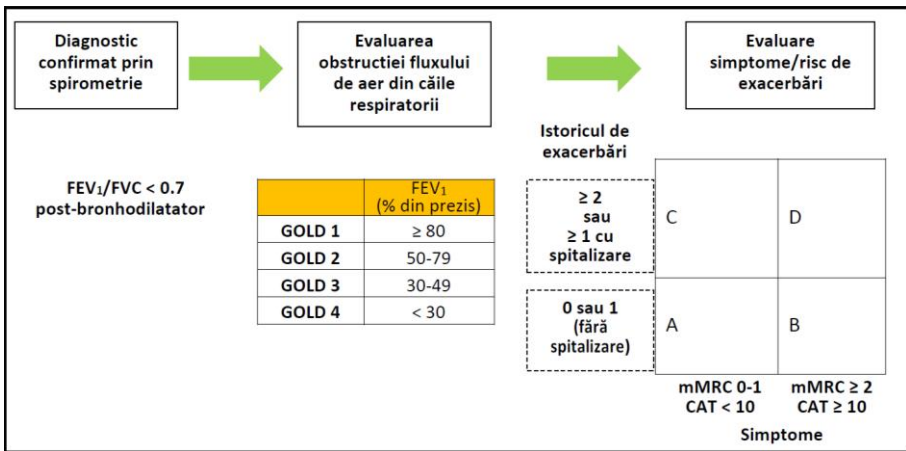 Diagnostic
confirmat prin
spirometrie
Evaluarea
obstructiei fluxului
de aer din căile
respiratorii
Evaluare
simptome/risc de
exacerbări
FEV₁/FVC < 0.7
post-bronhodilatator
FEV₁
(% din prezis)
GOLD 1 ≥ 80
GOLD 2 50-79
GOLD 3 30-49
GOLD 4 < 30
Istoricul de
exacerbări
≥ 2
sau
≥ 1 cu
spitalizare
C D
0 sau 1
(fără
spitalizare)
A B
mMRC 0-1 mMRC ≥ 2
CAT < 10 CAT ≥ 10
Simptome